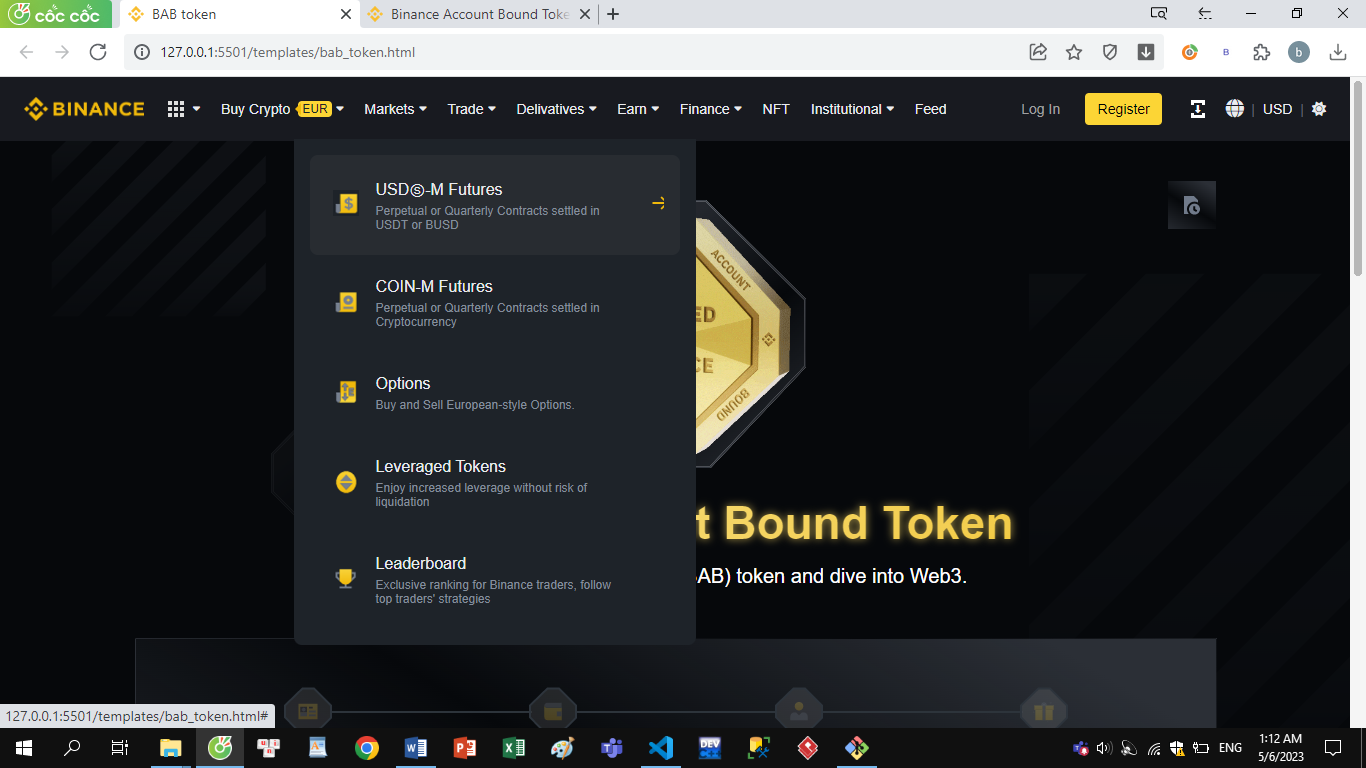 cốc cốc
BAB token
Binance Account Bound Toke
127.0.0.1:5501/templates/bab_token.html
B
b
BINANCE
Buy Crypto EUR Markets Trade Delivatives Earn Finance NFT Institutional Feed
Log In Register USD
USDⓈ-M Futures
Perpetual or Quarterly Contracts settled in
USDT or BUSD
COIN-M Futures
Perpetual or Quarterly Contracts settled in
Cryptocurrency
Options
Buy and Sell European-style Options.
Leveraged Tokens
Enjoy increased leverage without risk of
liquidation
Leaderboard
Exclusive ranking for Binance traders, follow
top traders' strategies
ACCOUNT
ED
CE
BOUND
t Bound Token
BAB) token and dive into Web3.
127.0.0.1:5501/templates/bab_token.html#
DEV
ENG
1:12 AM
5/6/2023